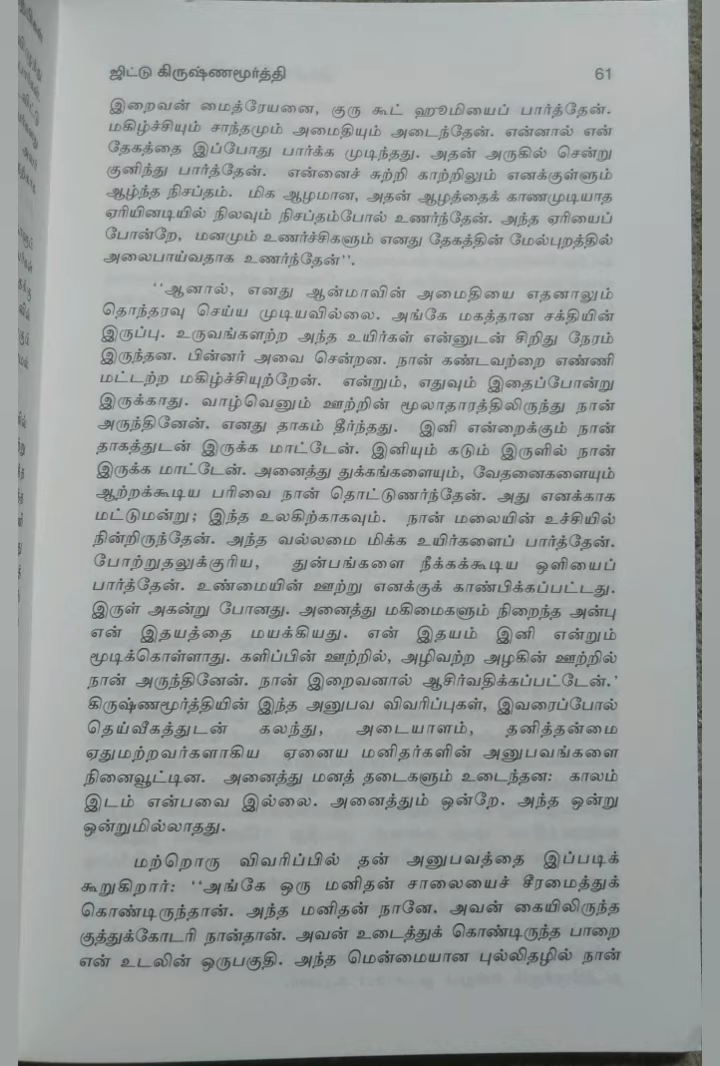 ஜிட்டு கிருஷ்ணமூர்த்தி 61
இறைவன் மைத்ரேயனை, குரு கூட் ஹூமியைப் பார்த்தேன்.
மகிழ்ச்சியும் சாந்தமும் அமைதியும் அடைந்தேன். என்னால் என்
தேகத்தை இப்போது பார்க்க முடிந்தது. அதன் அருகில் சென்று
குனிந்து பார்த்தேன். என்னைச் சுற்றி காற்றிலும் எனக்குள்ளும்
ஆழ்ந்த நிசப்தம். மிக ஆழமான, அதன் ஆழத்தைக் காணமுடியாத
ஏரியினடியில் நிலவும் நிசப்தம்போல் உணர்ந்தேன். அந்த ஏரியைப்
போன்றே, மனமும் உணர்ச்சிகளும் எனது தேகத்தின் மேல்புறத்தில்
அலைபாய்வதாக உணர்ந்தேன்''.
''ஆனால், எனது ஆன்மாவின் அமைதியை எதனாலும்
தொந்தரவு செய்ய முடியவில்லை. அங்கே மகத்தான சக்தியின்
இருப்பு. உருவங்களற்ற அந்த உயிர்கள் என்னுடன் சிறிது நேரம்
இருந்தன. பின்னர் அவை சென்றன. நான் கண்டவற்றை எண்ணி
மட்டற்ற மகிழ்ச்சியுற்றேன். என்றும், எதுவும் இதைப்போன்று
இருக்காது. வாழ்வெனும் ஊற்றின் மூலாதாரத்திலிருந்து நான்
அருந்தினேன். எனது தாகம் தீர்ந்தது. இனி என்றைக்கும் நான்
தாகத்துடன் இருக்க மாட்டேன். இனியும் கடும் இருளில் நான்
இருக்க மாட்டேன். அனைத்து துக்கங்களையும், வேதனைகளையும்
ஆற்றக்கூடிய பரிவை நான் தொட்டுணர்ந்தேன். அது எனக்காக
மட்டுமன்று; இந்த உலகிற்காகவும். நான் மலையின் உச்சியில்
நின்றிருந்தேன். அந்த வல்லமை மிக்க உயிர்களைப் பார்த்தேன்.
போற்றுதலுக்குரிய, துன்பங்களை நீக்கக்கூடிய ஒளியைப்
பார்த்தேன். உண்மையின் ஊற்று எனக்குக் காண்பிக்கப்பட்டது.
இருள் அகன்று போனது. அனைத்து மகிமைகளும் நிறைந்த அன்பு
என் இதயத்தை மயக்கியது. என் இதயம் இனி என்றும்
மூடிக்கொள்ளாது. களிப்பின் ஊற்றில், அழிவற்ற அழகின் ஊற்றில்
நான் அருந்தினேன். நான் இறைவனால் ஆசிர்வதிக்கப்பட்டேன்.'
கிருஷ்ணமூர்த்தியின் இந்த அனுபவ விவரிப்புகள், இவரைப்போல்
தெய்வீகத்துடன் கலந்து, அடையாளம், தனித்தன்மை
ஏதுமற்றவர்களாகிய ஏனைய மனிதர்களின் அனுபவங்களை
நினைவூட்டின. அனைத்து மனத் தடைகளும் உடைந்தன: காலம்
இடம் என்பவை இல்லை. அனைத்தும் ஒன்றே. அந்த ஒன்று
ஒன்றுமில்லாதது.
மற்றொரு விவரிப்பில் தன் அனுபவத்தை இப்படிக்
கூறுகிறார்: ''அங்கே ஒரு மனிதன் சாலையைச் சீரமைத்துக்
கொண்டிருந்தான். அந்த மனிதன் நானே. அவன் கையிலிருந்த
குத்துக்கோடரி நான்தான். அவன் உடைத்துக் கொண்டிருந்த பாறை
என் உடலின் ஒருபகுதி. அந்த மென்மையான புல்லிதழில் நான்